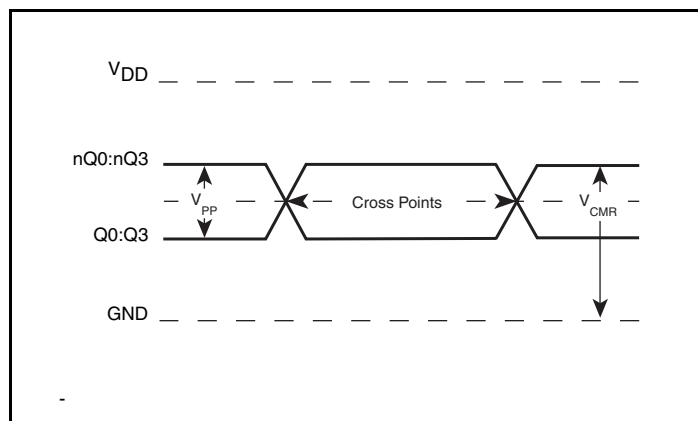 VDD
nQ0:nQ3
VPP
Cross Points
VCMR
Q0:Q3
GND
-